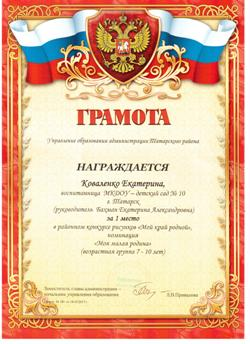 ГРАМОТА
Управление образования администрации Татарского района
НАГРАЖДАЕТСЯ
Коваленко Екатерина,
воспитанница МКДОУ – детский сад № 10
г. Татарск
(руководитель Бахман Екатерина Александровна)
за 1 место
в районном конкурсе рисунков «Мой край родной»,
номинация
«Моя малая родина»
(возрастная группа 7 - 10 лет)
Заместитель главы администрации –
начальник управления образования